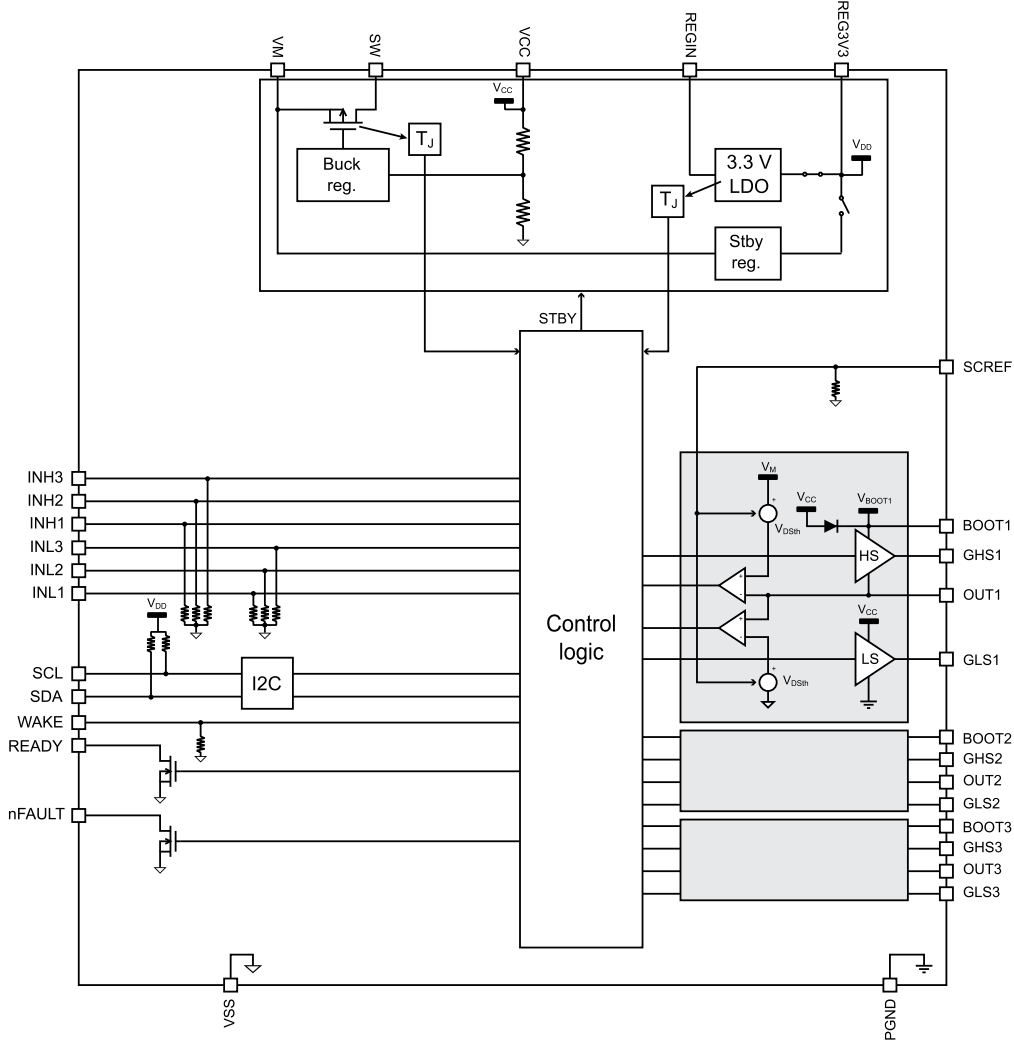 VM
SW
VCC
REGIN
REG3V3
VCC
TJ
VDD
Buck
reg.
3.3 V
LDO
TJ
Stby
reg.
STBY
SCREF
INH3
INH2
INH1
INL3
INL2
INL1
VM
VCC
VBOOT1
VDSth
BOOT1
HS
GHS1
+
-
OUT1
VDD
VCC
+
-
Control
logic
LS
GLS1
+
VDSth
+
SCL
SDA
I2C
WAKE
READY
nFAULT
BOOT2
GHS2
OUT2
GLS2
BOOT3
GHS3
OUT3
GLS3
VSS
PGND